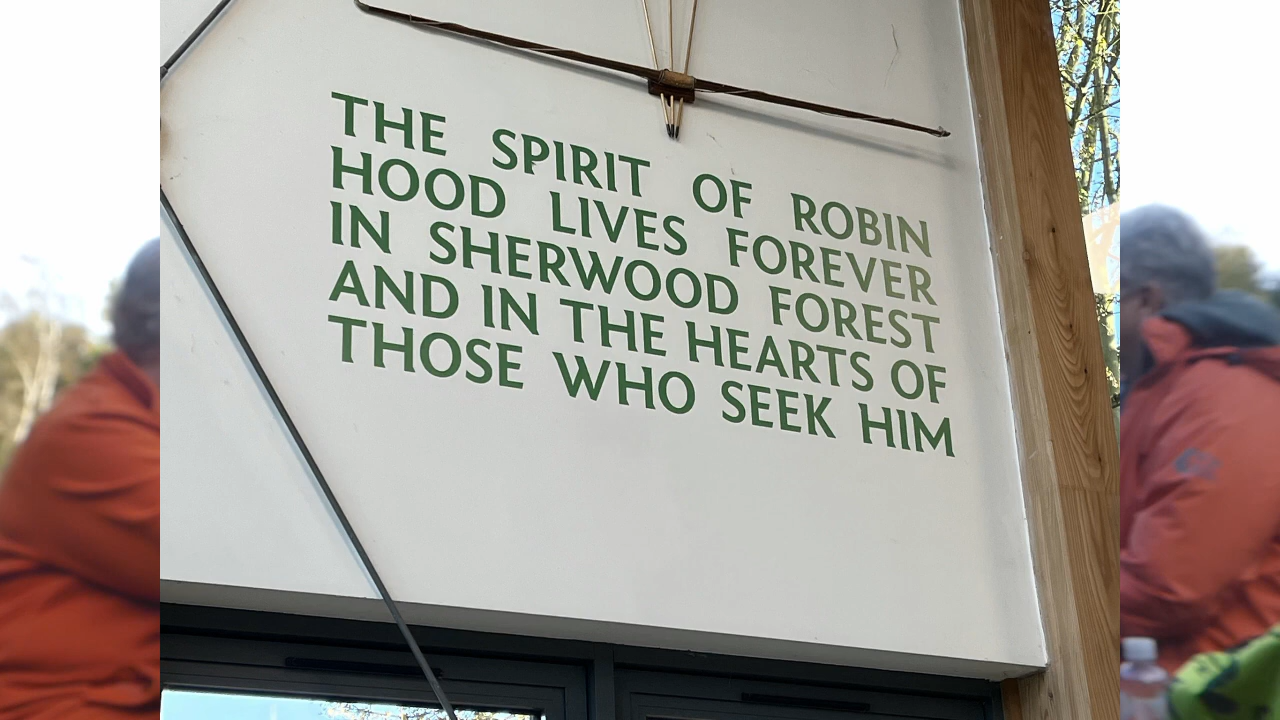 THE SPIRIT OF ROBIN
HOOD LIVES FOREVER
IN SHERWOOD FOREST
AND IN THE HEARTS OF
THOSE WHO SEEK HIM